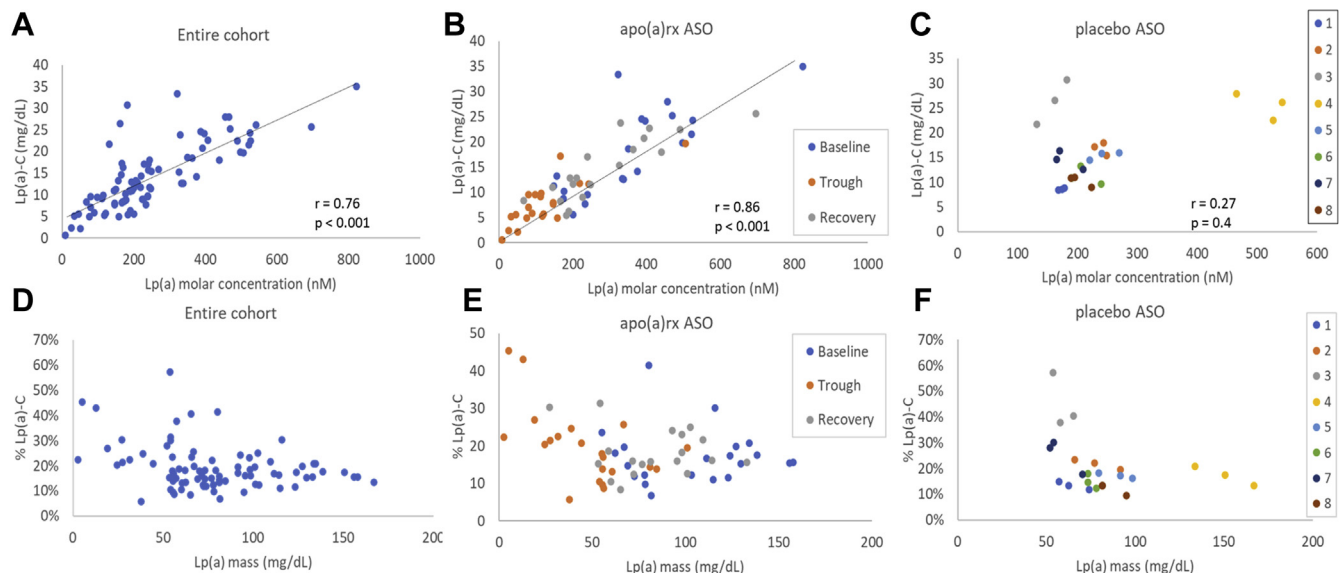 A
Entire cohort
Lp(a)-C (mg/dL)
40
35
30
25
20
15
10
5
0
r = 0.76
p < 0.001
0 200 400 600 800 1000
Lp(a) molar concentration (nM)
B
apo(a)rx ASO
Lp(a)-C (mg/dL)
40
35
30
25
20
15
10
5
0
Baseline
Trough
Recovery
r = 0.86
p < 0.001
0 200 400 600 800 1000
Lp(a) molar concentration (nM)
C
placebo ASO
Lp(a)-C (mg/dL)
35
30
25
20
15
10
5
0
r = 0.27
p = 0.4
0 100 200 300 400 500 600
Lp(a) molar concentration (nM)
1
2
3
4
5
6
7
8
D
Entire cohort
% Lp(a)-C
70%
60%
50%
40%
30%
20%
10%
0%
0 50 100 150 200
Lp(a) mass (mg/dL)
E
apo(a)rx ASO
% Lp(a)-C
50
40
30
20
10
0
Baseline
Trough
Recovery
0 50 100 150 200
Lp(a) mass (mg/dL)
F
placebo ASO
% Lp(a)-C
70%
60%
50%
40%
30%
20%
10%
0%
0 50 100 150 200
Lp(a) mass (mg/dL)
1
2
3
4
5
6
7
8